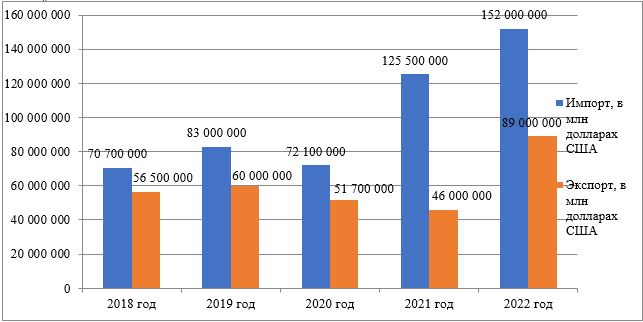 160 000 000
140 000 000
120 000 000
100 000 000
80 000 000
60 000 000
40 000 000
20 000 000
0
70 700 000
56 500 000
83 000 000
60 000 000
72 100 000
51 700 000
125 500 000
46 000 000
152 000 000
89 000 000
2018 год
2019 год
2020 год
2021 год
2022 год
Импорт, в
млн
долларах
США
Экспорт, в
млн
долларах
США